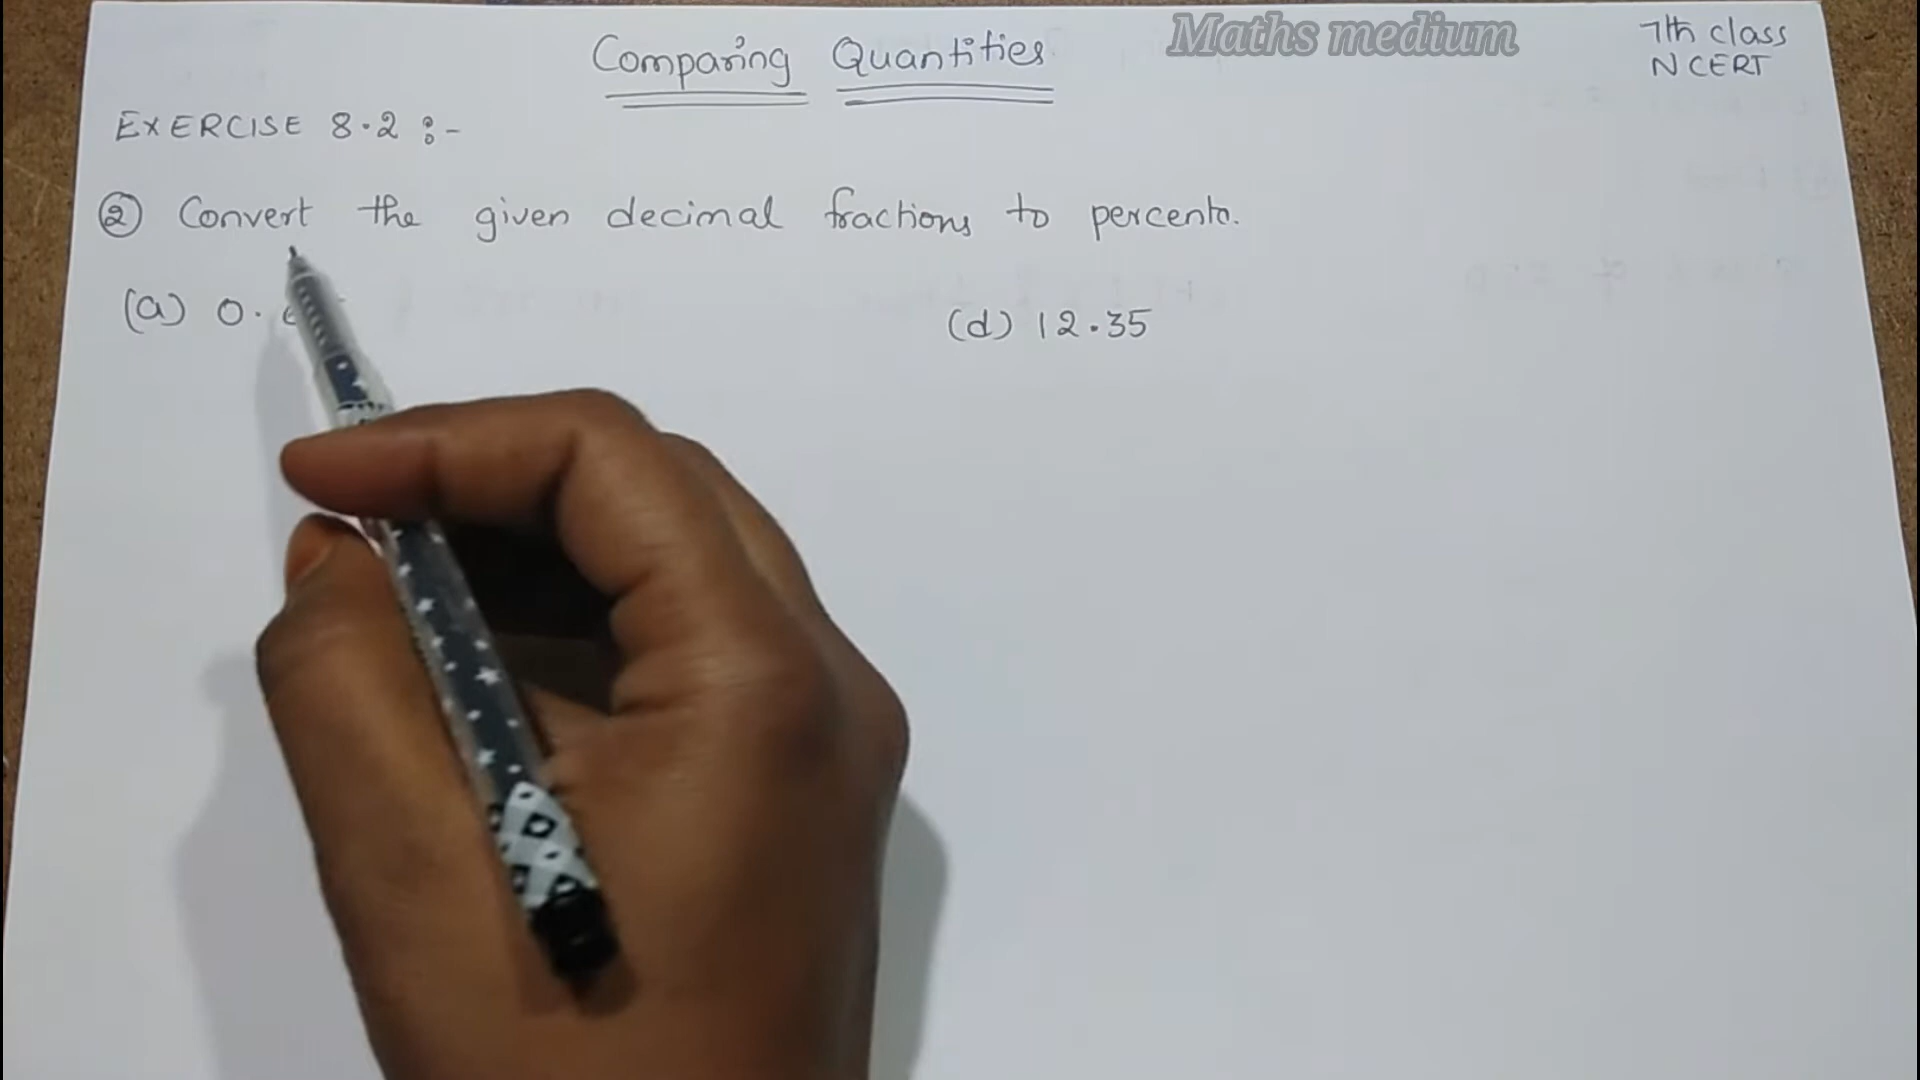 Maths medium
7th class
NCERT
Comparing Quantities
EXERCISE 8.2 :-
② Convert the given decimal fractions to percents.
(a) 0.
(d) 12.35